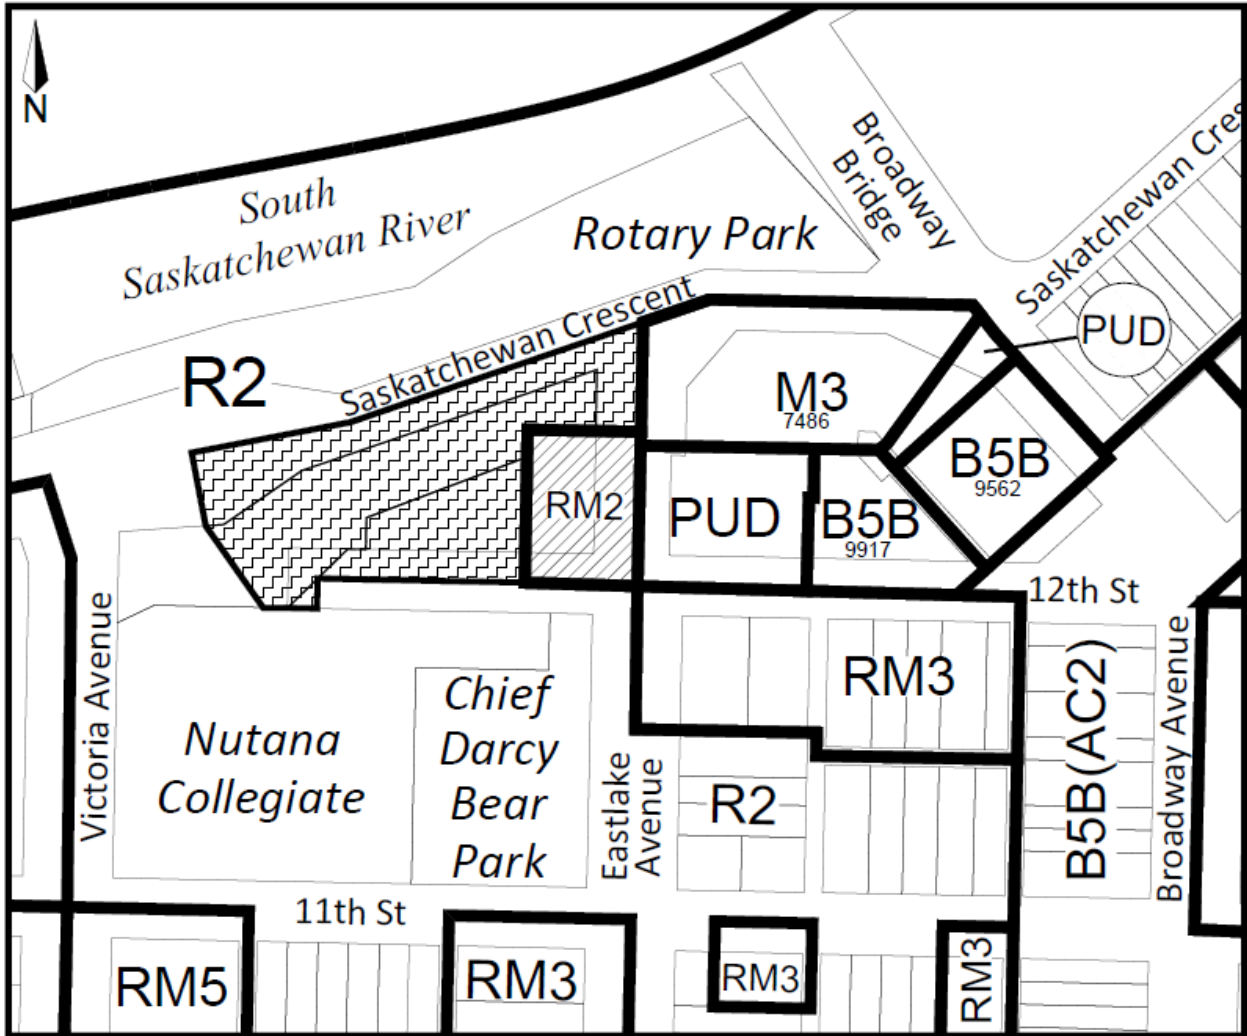 N
South
Saskatchewan River
Rotary Park
Broadway
Bridge
Saskatchewan Cres
Saskatchewan Crescent
R2
PUD
M3
7486
B5B
9562
RM2
PUD
B5B
9917
12th St
Victoria Avenue
Nutana
Collegiate
Chief
Darcy
Bear
Park
Eastlake
Avenue
RM3
R2
B5B(AC2)
Broadway Avenue
11th St
RM5
RM3
RM3
RM3